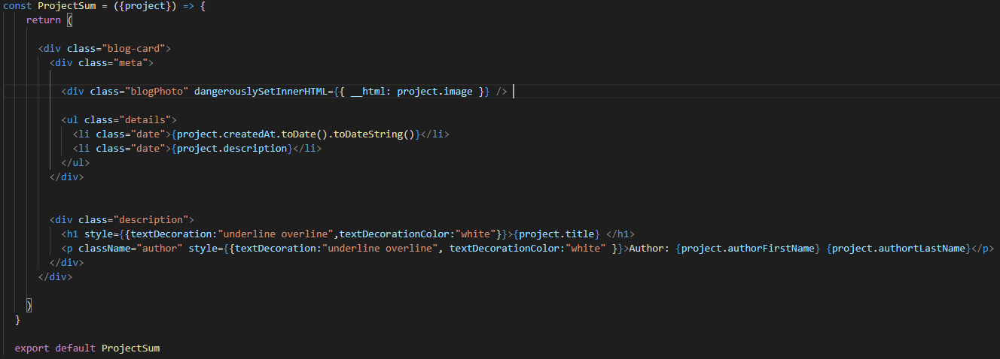 const ProjectSum = ({project}) => {
return (
<div class="blog-card">
<div class="meta">
<div class="blogPhoto" dangerouslySetInnerHTML={{ __html: project.image }} />
<ul class="details">
<li class="date">{project.createdAt.toDate().toDateString()}</li>
<li class="date">{project.description}</li>
</ul>
</div>
<div class="description">
<h1 style={{textDecoration:"underline overline",textDecorationColor:"white"}}>{project.title} </h1>
<p className="author" style={{textDecoration:"underline overline", textDecorationColor:"white" }}>Author: {project.authorFirstName} {project.authortLastName}</p>
</div>
</div>
)
}
export default ProjectSum